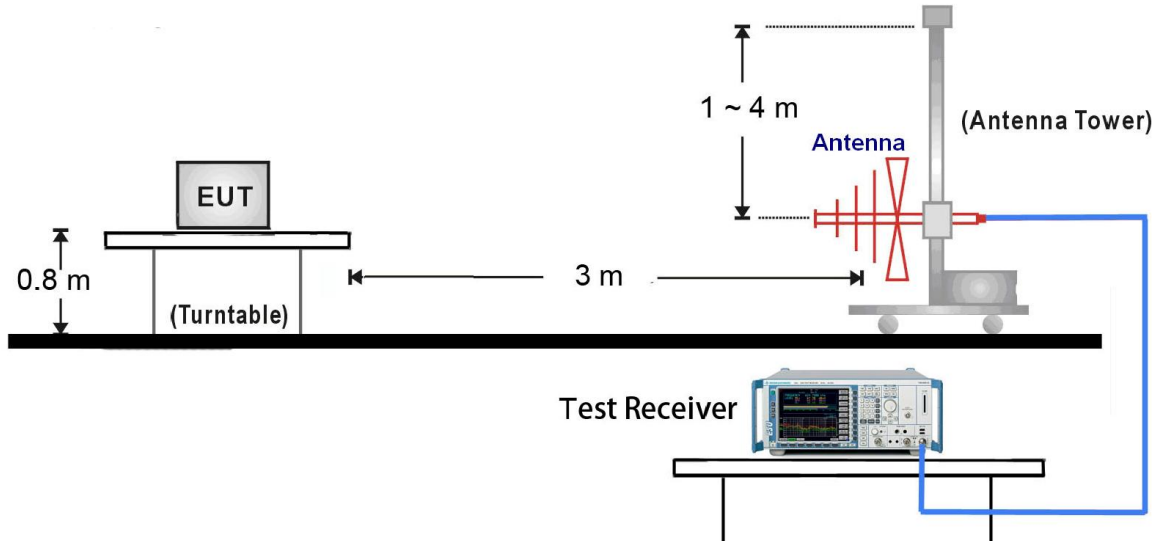 1 ~ 4 m
(Antenna Tower)
Antenna
EUT
0.8 m
3 m
(Turntable)
Test Receiver